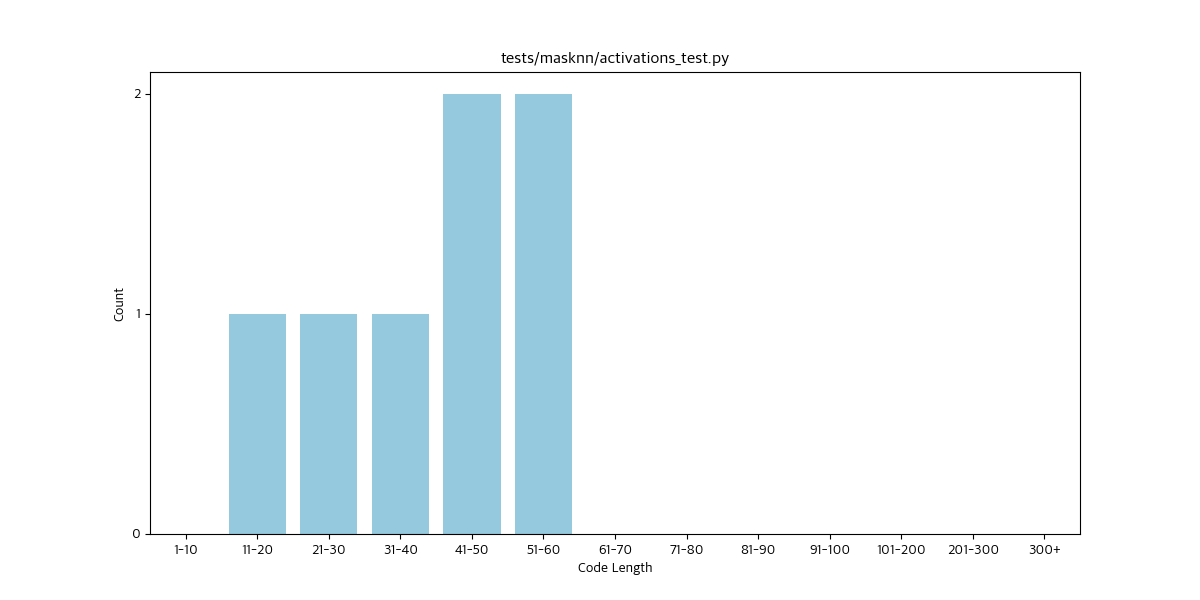 tests/masknn/activations_test.py
Count
2
1
0
1-10 11-20 21-30 31-40 41-50 51-60 61-70 71-80 81-90 91-100 101-200 201-300 300+
Code Length